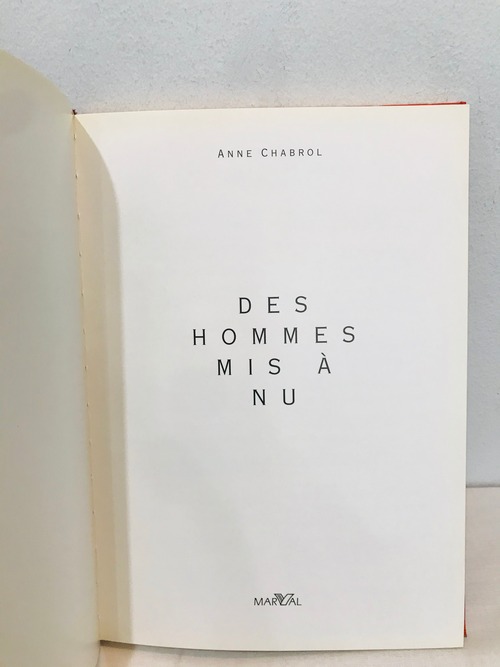 ANNE CHABROL
DES
HOMMES
MIS À
NU
MARVAL